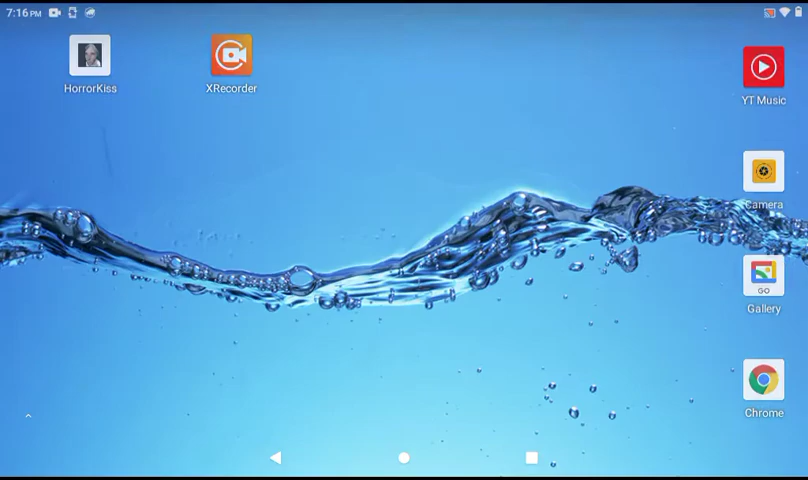 7:16 PM
HorrorKiss
XRecorder
YT Music
Camera
GO
Gallery
Chrome